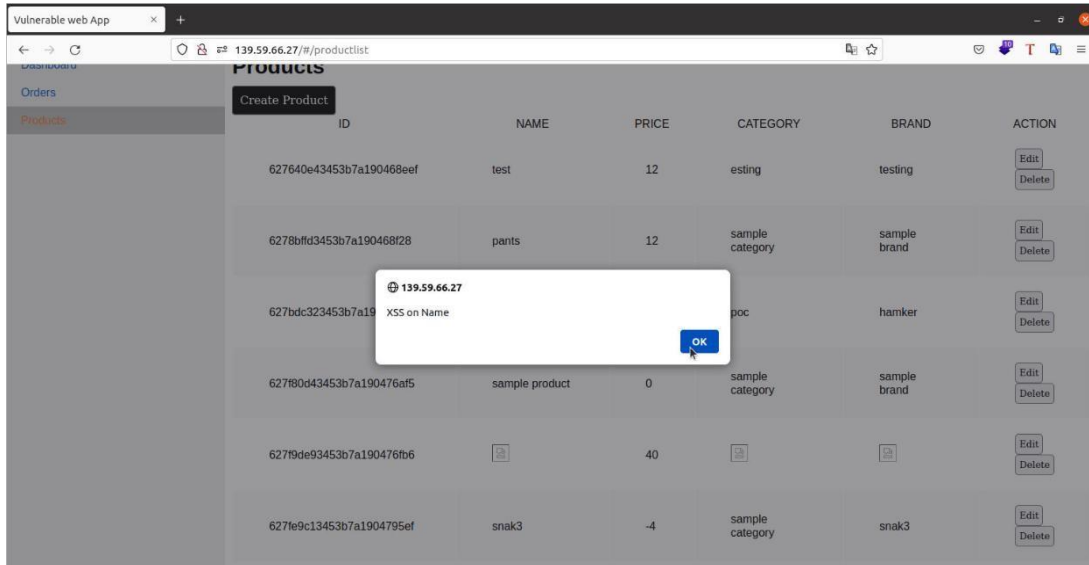 Vulnerable web App
139.59.66.27/#/productlist
10
T
Dashboard
Products
Orders
Create Product
Products
ID NAME PRICE CATEGORY BRAND ACTION
627640e43453b7a190468eef test 12 esting testing Edit
Delete
6278bffd3453b7a190468f28 pants 12 sample category sample brand Edit
Delete
139.59.66.27
XSS on Name
OK
627bdc323453b7a19 poc hamker Edit
Delete
627f80d43453b7a190476af5 sample product 0 sample category sample brand Edit
Delete
627f9de93453b7a190476fb6 40 Edit
Delete
627fe9c13453b7a1904795ef snak3 -4 sample category snak3 Edit
Delete